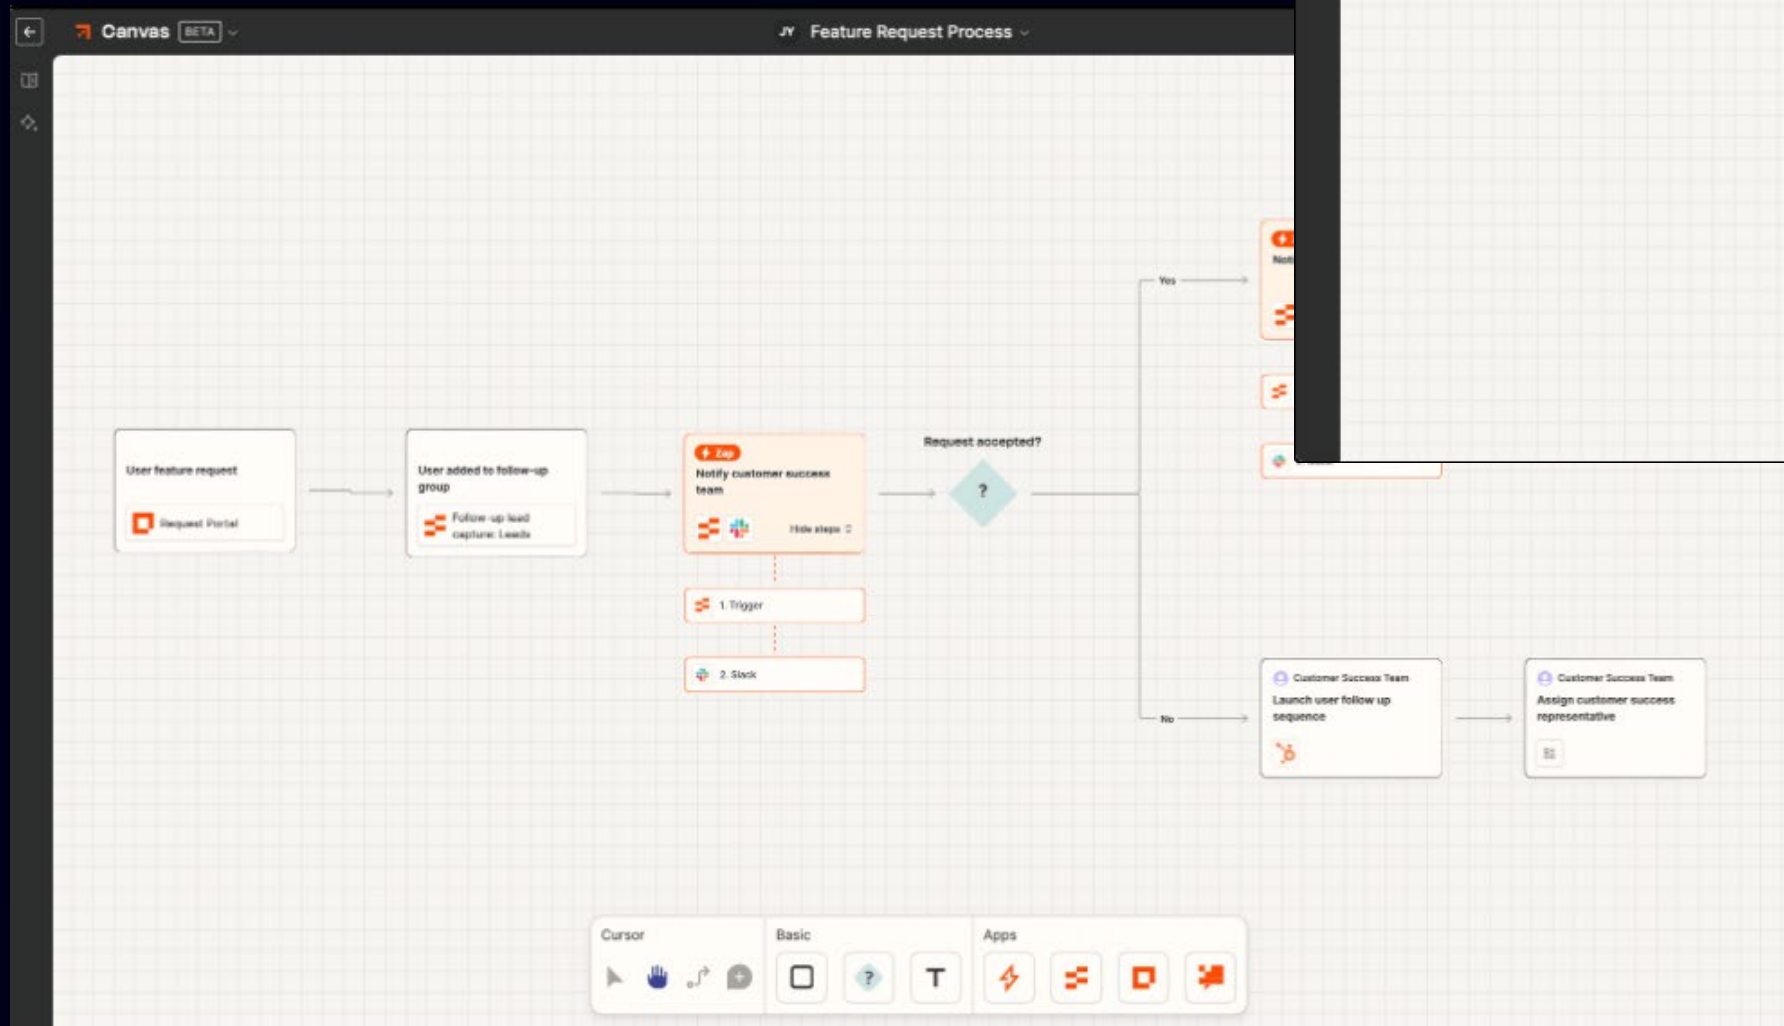 Canvas BETA
JY Feature Request Process
Yes
Request accepted?
?
User feature request
Request Portal
User added to follow-up
group
Follow-up lead
capture: Leads
Zap
Notify customer success
team
Hide steps
1. Trigger
2. Slack
No
Customer Success Team
Launch user follow up
sequence
Customer Success Team
Assign customer success
representative
Cursor
Basic
Apps
?
T